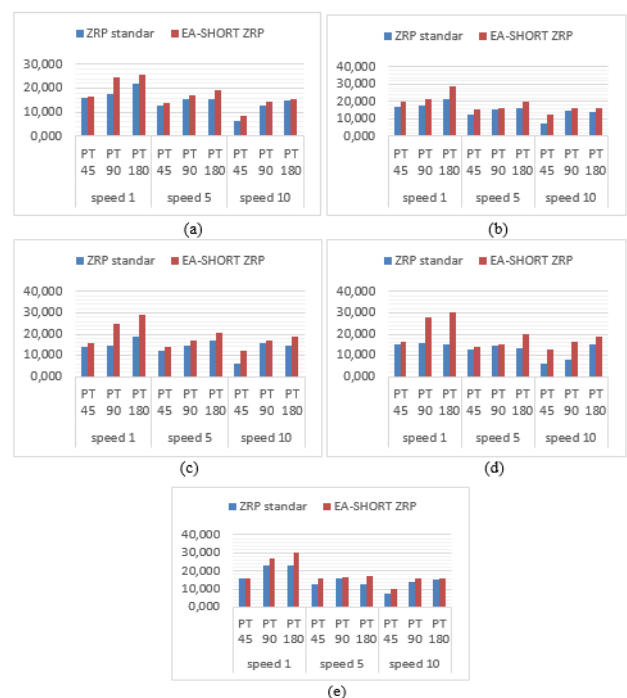 ZRP standar EA-SHORT ZRP
30,000
20,000
10,000
0,000
PT PT PT PT PT PT PT PT PT
45 90 180 45 90 180 45 90 180
speed 1 speed 5 speed 10
(a)
ZRP standar EA-SHORT ZRP
40,000
30,000
20,000
10,000
0,000
PT PT PT PT PT PT PT PT PT
45 90 180 45 90 180 45 90 180
speed 1 speed 5 speed 10
(b)
ZRP standar EA-SHORT ZRP
40,000
30,000
20,000
10,000
0,000
PT PT PT PT PT PT PT PT PT
45 90 180 45 90 180 45 90 180
speed 1 speed 5 speed 10
(c)
ZRP standar EA-SHORT ZRP
40,000
30,000
20,000
10,000
0,000
PT PT PT PT PT PT PT PT PT
45 90 180 45 90 180 45 90 180
speed 1 speed 5 speed 10
(d)
ZRP standar EA-SHORT ZRP
40,000
30,000
20,000
10,000
0,000
PT PT PT PT PT PT PT PT PT
45 90 180 45 90 180 45 90 180
speed 1 speed 5 speed 10
(e)